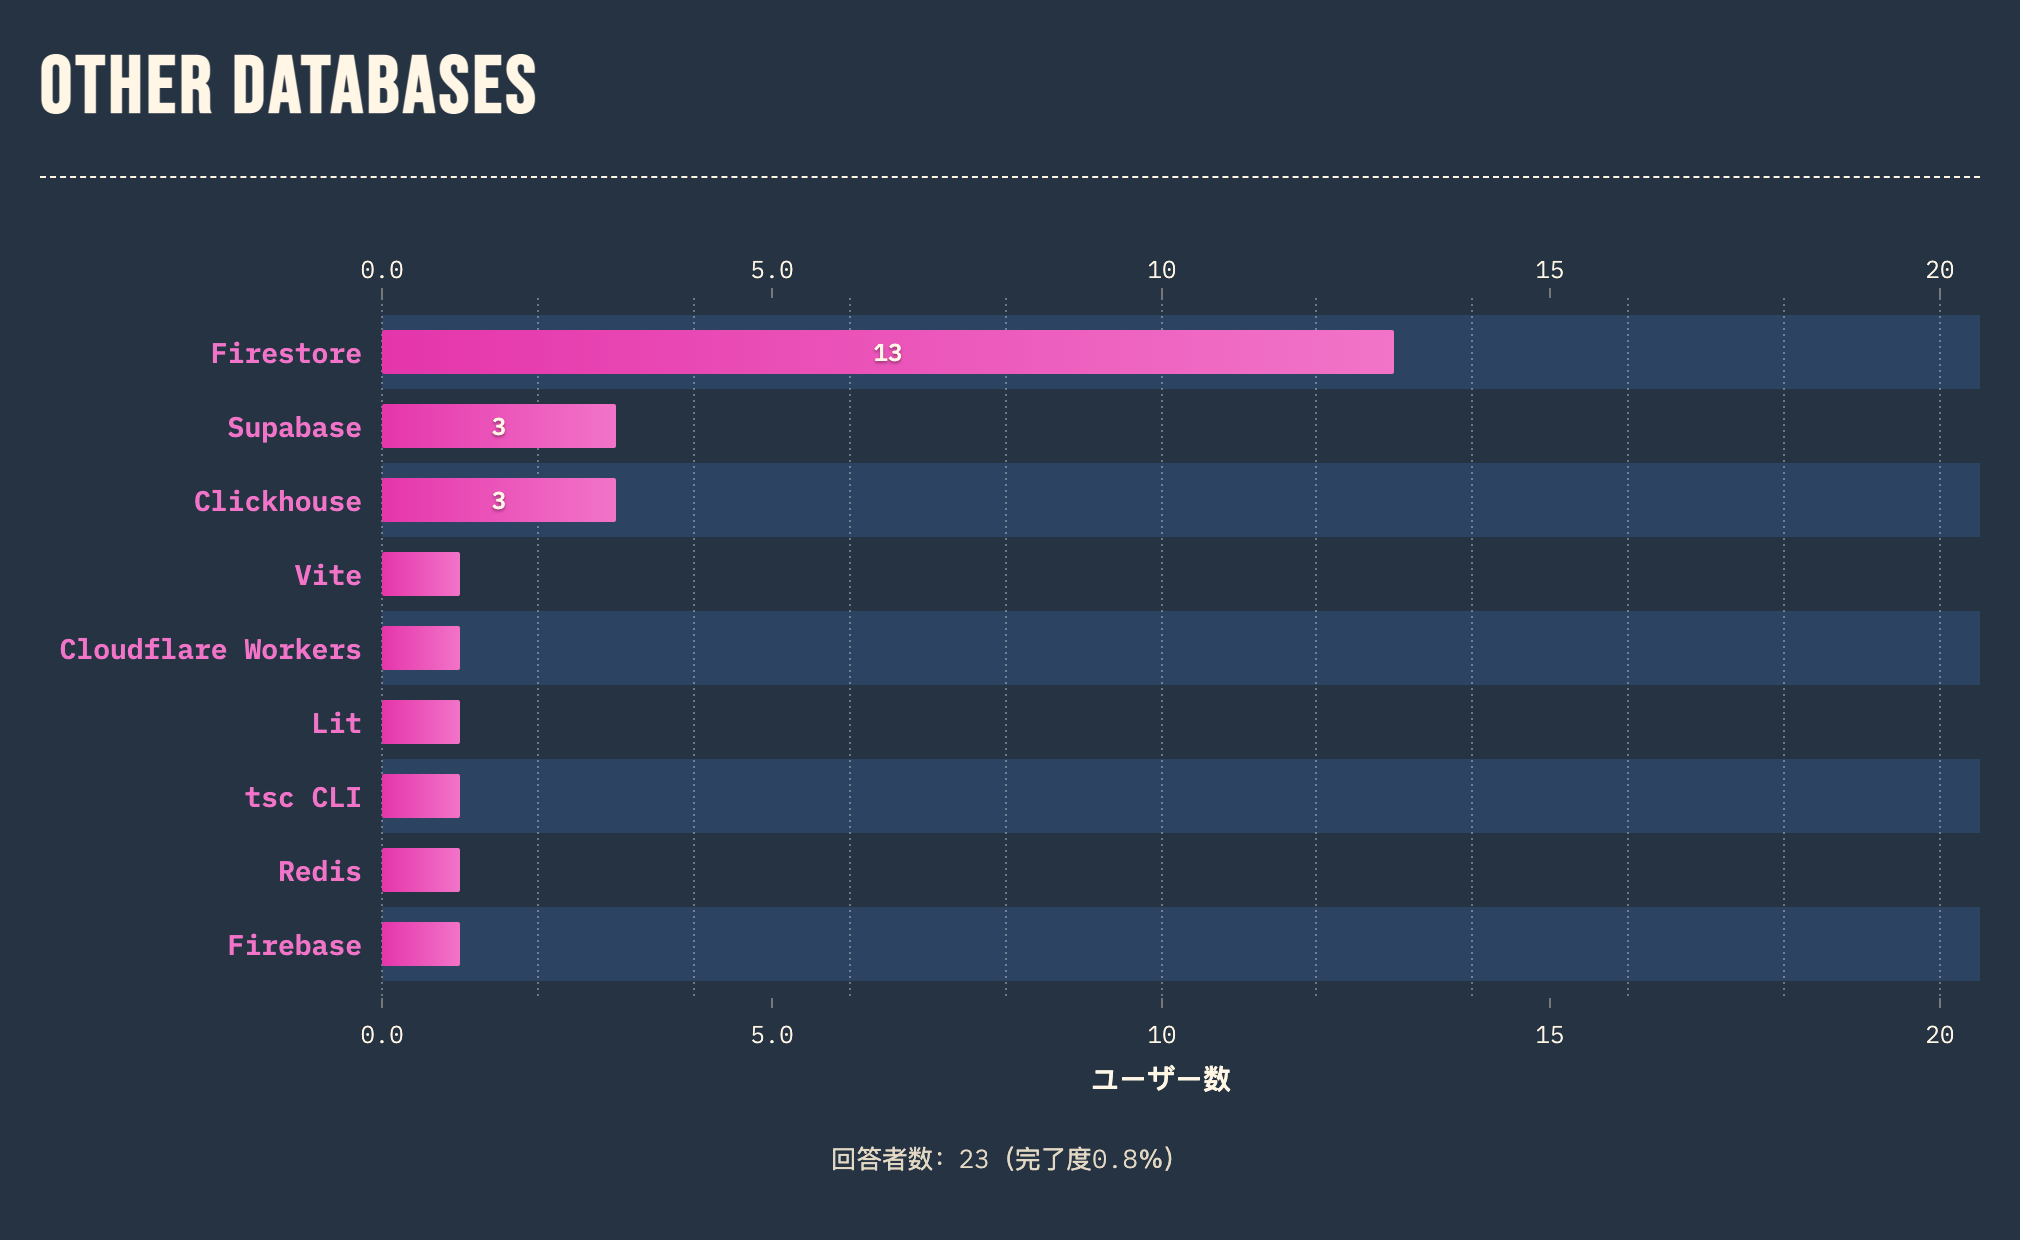 OTHER DATABASES
0.0 5.0 10 15 20
Firestore 13
Supabase 3
Clickhouse 3
Vite
Cloudflare Workers
Lit
tsc CLI
Redis
Firebase
0.0 5.0 10 15 20
ユーザー数
回答者数: 23 (完了度0.8%)